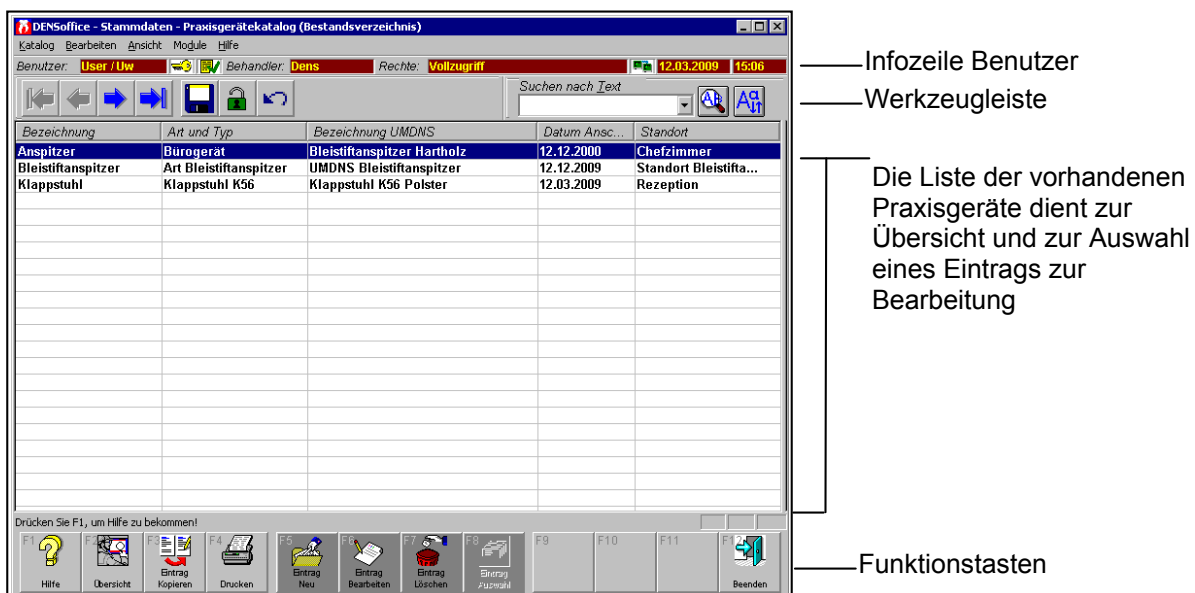 DENSoffice - Stammdaten - Praxisgerätekatalog (Bestandsverzeichnis)
Katalog Bearbeiten Ansicht Module Hilfe
Benutzer: User / Uw Behandler: Dens Rechte: Vollzugriff 12.03.2009 15:06
Infozeile Benutzer
Suchen nach Text
Werkzeugleiste
Bezeichnung Art und Typ Bezeichnung UMDNS Datum Ansc... Standort
Anspitzer Bürogerät Bleistiftanspitzer Hartholz 12.12.2000 Chefzimmer
Bleistiftanspitzer Art Bleistiftanspitzer UMDNS Bleistiftanspitzer 12.12.2009 Standort Bleistifta...
Klappstuhl Klappstuhl K56 Klappstuhl K56 Polster 12.03.2009 Rezeption
Die Liste der vorhandenen
Praxisgeräte dient zur
Übersicht und zur Auswahl
eines Eintrags zur
Bearbeitung
Drücken Sie F1, um Hilfe zu bekommen!
F1 F2 F3 F4 F5 F6 F7 F8 F9 F10 F11 F12
Hilfe Übersicht Eintrag Kopieren Drucken Eintrag Neu Eintrag Bearbeiten Eintrag Löschen Eintrag Auswahl Beenden
Funktionstasten